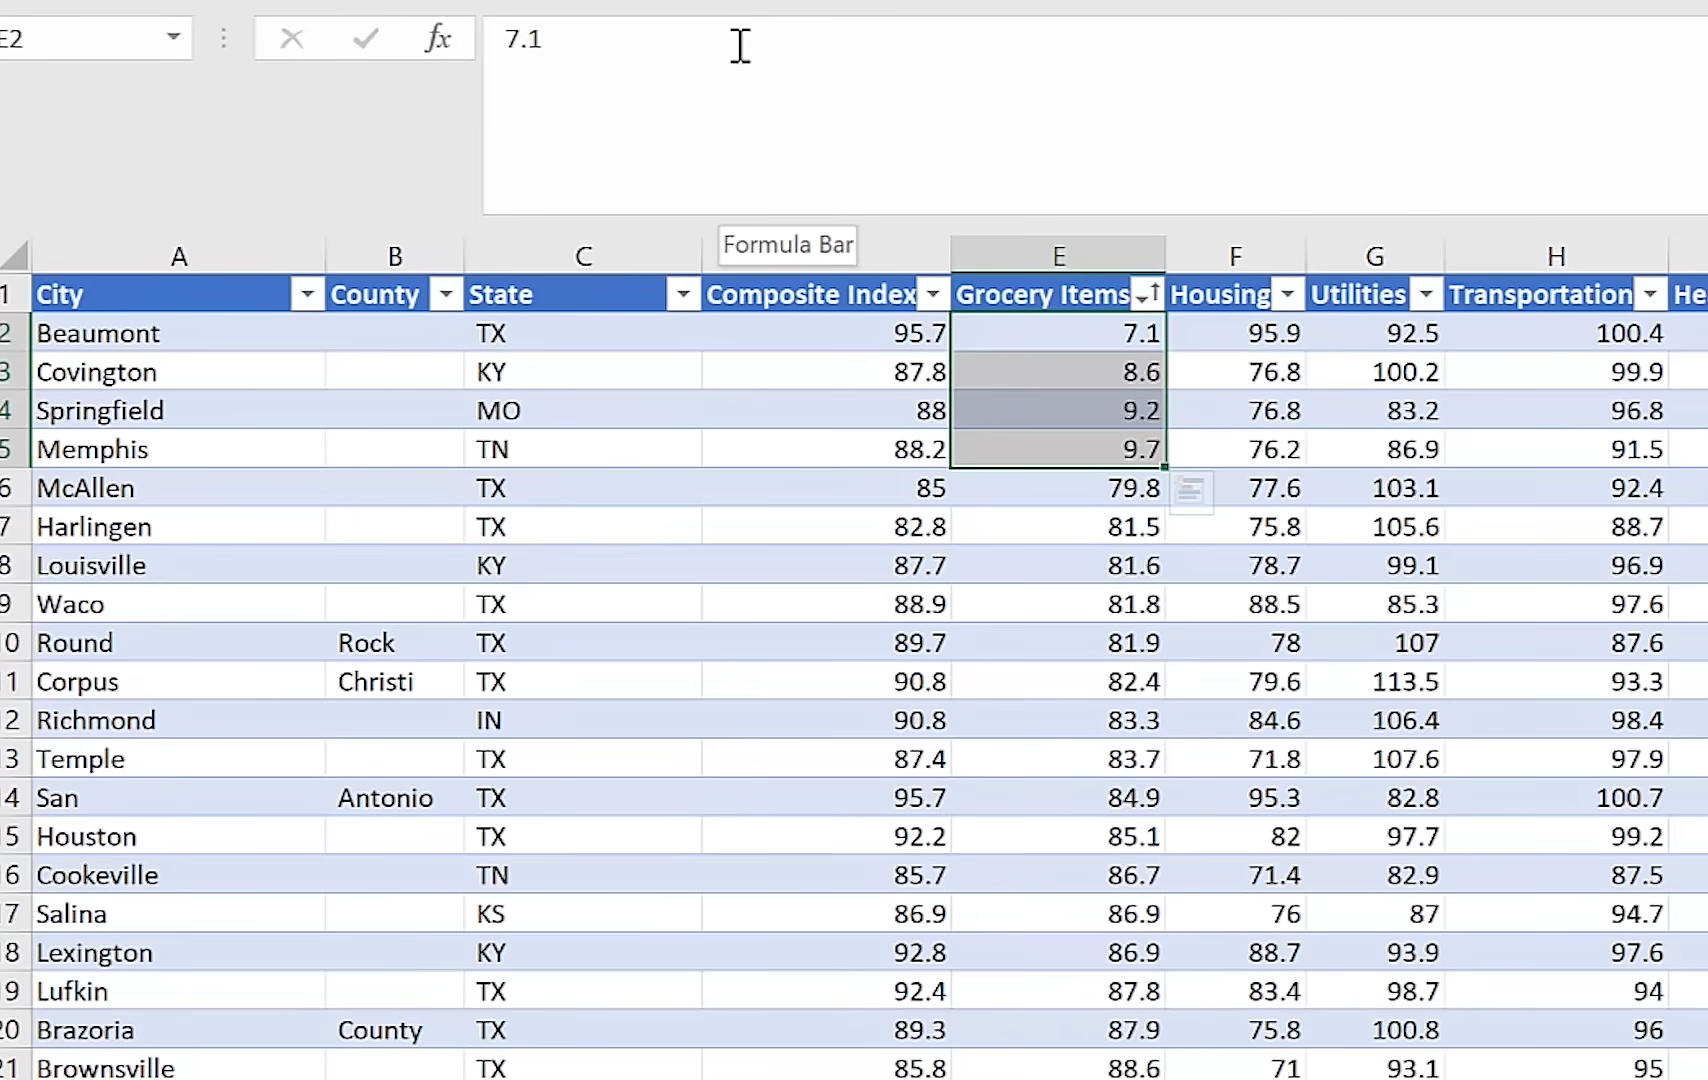 E2 fx 7.1
Formula Bar
A B C E F G H
1 City County State Composite Index Grocery Items Housing Utilities Transportation He
2 Beaumont TX 95.7 7.1 95.9 92.5 100.4
3 Covington KY 87.8 8.6 76.8 100.2 99.9
4 Springfield MO 88 9.2 76.8 83.2 96.8
5 Memphis TN 88.2 9.7 76.2 86.9 91.5
6 McAllen TX 85 79.8 77.6 103.1 92.4
7 Harlingen TX 82.8 81.5 75.8 105.6 88.7
8 Louisville KY 87.7 81.6 78.7 99.1 96.9
9 Waco TX 88.9 81.8 88.5 85.3 97.6
10 Round Rock TX 89.7 81.9 78 107 87.6
11 Corpus Christi TX 90.8 82.4 79.6 113.5 93.3
12 Richmond IN 90.8 83.3 84.6 106.4 98.4
13 Temple TX 87.4 83.7 71.8 107.6 97.9
14 San Antonio TX 95.7 84.9 95.3 82.8 100.7
15 Houston TX 92.2 85.1 82 97.7 99.2
16 Cookeville TN 85.7 86.7 71.4 82.9 87.5
17 Salina KS 86.9 86.9 76 87 94.7
18 Lexington KY 92.8 86.9 88.7 93.9 97.6
19 Lufkin TX 92.4 87.8 83.4 98.7 94
20 Brazoria County TX 89.3 87.9 75.8 100.8 96
21 Brownsville TX 85.8 88.6 71 93.1 95